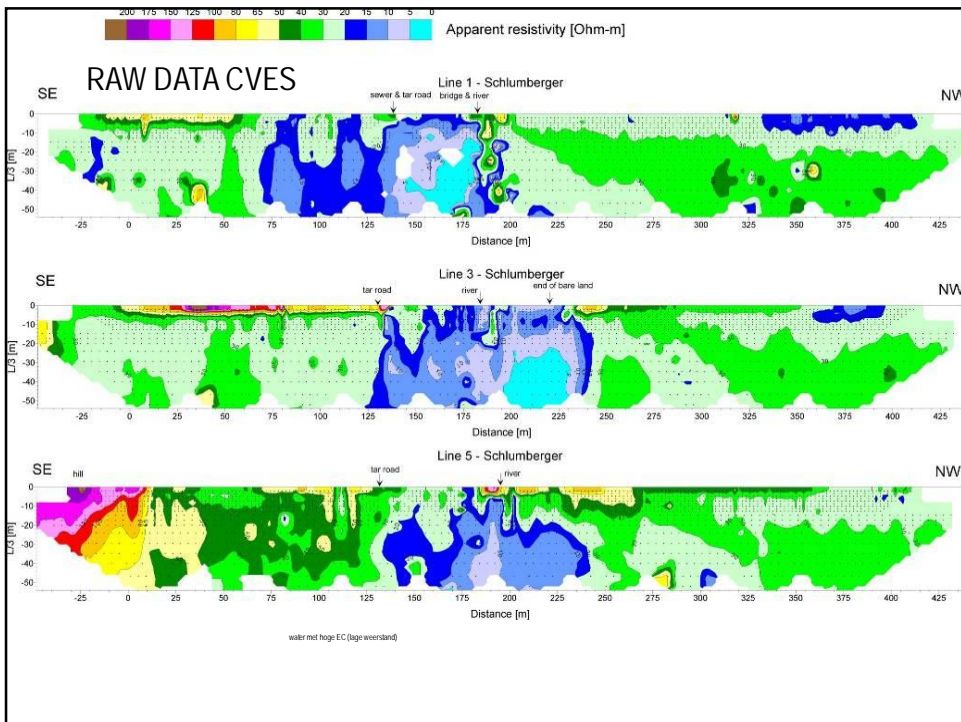 200 175 150 125 100 80 65 50 40 30 20 15 10 5 0
Apparent resistivity [Ohm-m]
RAW DATA CVES
SE
Line 1 - Schlumberger
NW
sewer & tar road
bridge & river
0
-10
-20
-30
-40
-50
L/3 [m]
-25 0 25 50 75 100 125 150 175 200 225 250 275 300 325 350 375 400 425
Distance [m]
SE
Line 3 - Schlumberger
NW
tar road
river
end of bare land
0
-10
-20
-30
-40
-50
L/3 [m]
-25 0 25 50 75 100 125 150 175 200 225 250 275 300 325 350 375 400 425
Distance [m]
SE
Line 5 - Schlumberger
NW
hill
tar road
river
0
-10
-20
-30
-40
-50
L/3 [m]
-25 0 25 50 75 100 125 150 175 200 225 250 275 300 325 350 375 400 425
Distance [m]
water met hoge EC (lage weerstand)